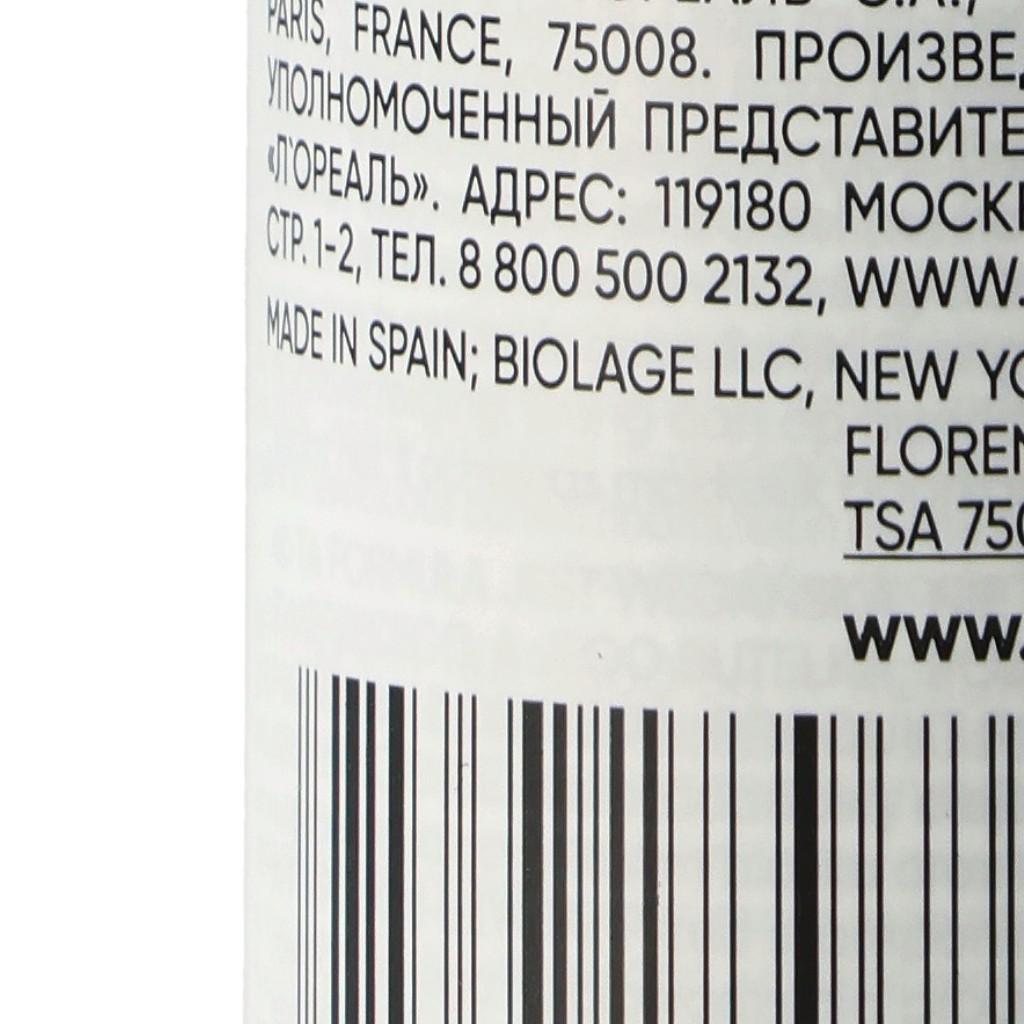 PARIS, FRANCE, 75008. ПРОИЗВЕ
УПОЛНОМОЧЕННЫЙ ПРЕДСТАВИТЕ
«Л'ОРЕАЛЬ». АДРЕС: 119180 МОСК
СТР. 1-2, ТЕЛ. 8 800 500 2132, WWW.
MADE IN SPAIN; BIOLAGE LLC, NEW YO
FLOREN
TSA 750
www.